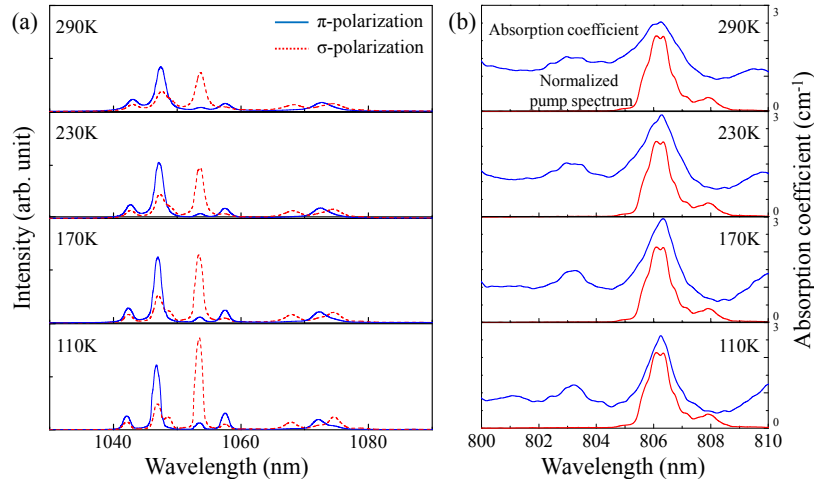 (a)
290K
π-polarization
σ-polarization
230K
170K
110K
Intensity (arb. unit)
1040
1060
1080
Wavelength (nm)
(b)
Absorption coefficient
290K
Normalized
pump spectrum
230K
170K
110K
3
0
3
0
3
0
3
0
Absorption coefficient (cm⁻¹)
800
802
804
806
808
810
Wavelength (nm)